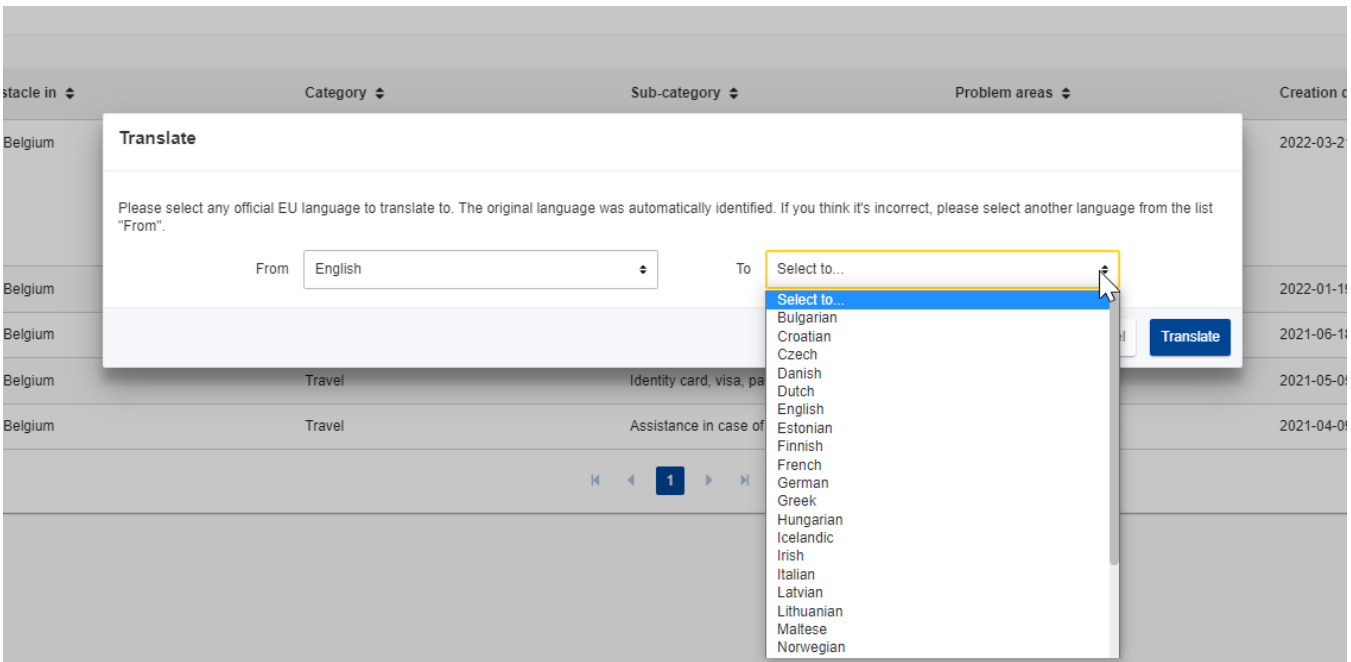 stacle in Category Sub-category Problem areas Creation
Belgium 2022-03-2
Translate
Please select any official EU language to translate to. The original language was automatically identified. If you think it's incorrect, please select another language from the list
"From".
From English To Select to...
Belgium 2022-01-19
Select to...
Bulgarian
Croatian
Czech
Danish
Dutch
English
Estonian
Finnish
French
German
Greek
Hungarian
Icelandic
Irish
Italian
Latvian
Lithuanian
Maltese
Norwegian
Translate
Belgium 2021-06-18
Belgium Travel Identity card, visa, pa 2021-05-05
Belgium Travel Assistance in case of 2021-04-09
1